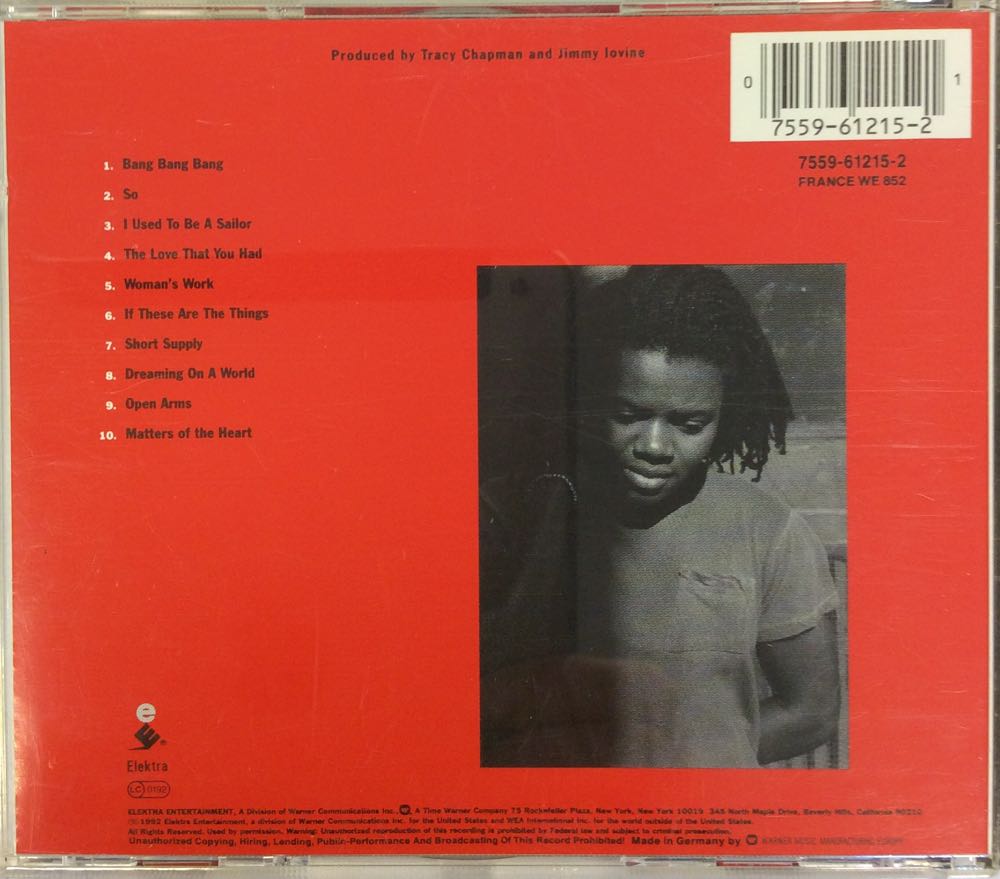 Produced by Tracy Chapman and Jimmy Iovine
0 1
7559-61215-2
7559-61215-2
FRANCE WE 852
1. Bang Bang Bang
2. So
3. I Used To Be A Sailor
4. The Love That You Had
5. Woman's Work
6. If These Are The Things
7. Short Supply
8. Dreaming On A World
9. Open Arms
10. Matters of the Heart
e
E®
Elektra
LC 0192
ELEKTRA ENTERTAINMENT, A Division of Warner Communications Inc., A Time Warner Company 75 Rockefeller Plaza, New York, New York 10019 345 North Maple Drive, Beverly Hills, California 90210
℗© 1992 Elektra Entertainment, a division of Warner Communications Inc. for the United States and WEA International Inc. for the world outside of the United States.
All Rights Reserved. Used by permission. Warning: Unauthorized reproduction of this recording is prohibited by Federal law and subject to criminal prosecution.
Unauthorized Copying, Hiring, Lending, Public-Performance And Broadcasting Of This Record Prohibited! Made in Germany by WARNER MUSIC MANUFACTURING EUROPE